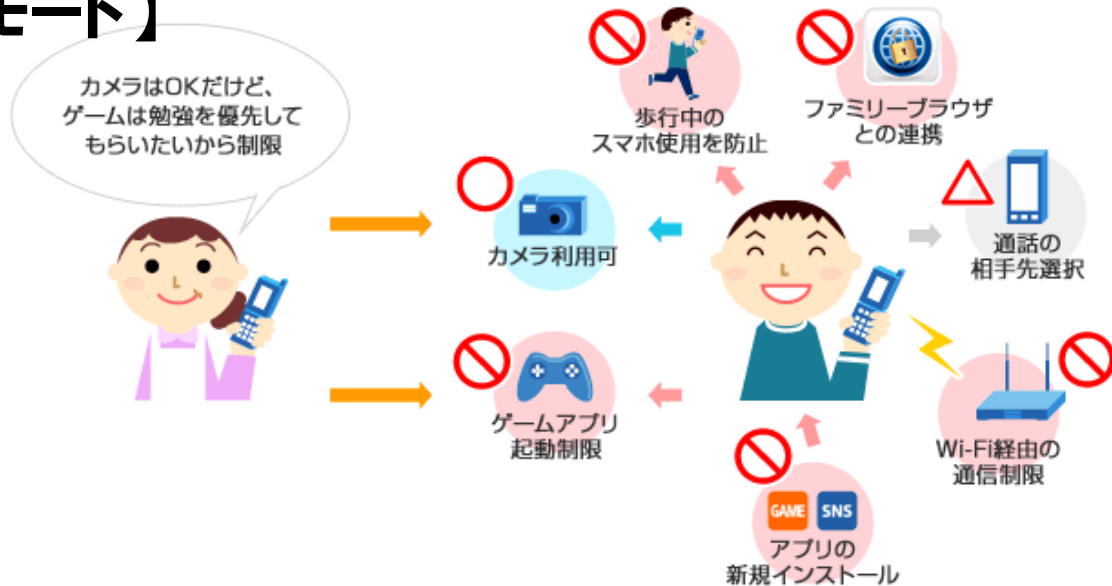 モード】
カメラはOKだけど、
ゲームは勉強を優先して
もらいたいから制限
歩行中の
スマホ使用を防止
ファミリーブラウザ
との連携
カメラ利用可
通話の
相手先選択
ゲームアプリ
起動制限
Wi-Fi経由の
通信制限
GAME SNS
アプリの
新規インストール